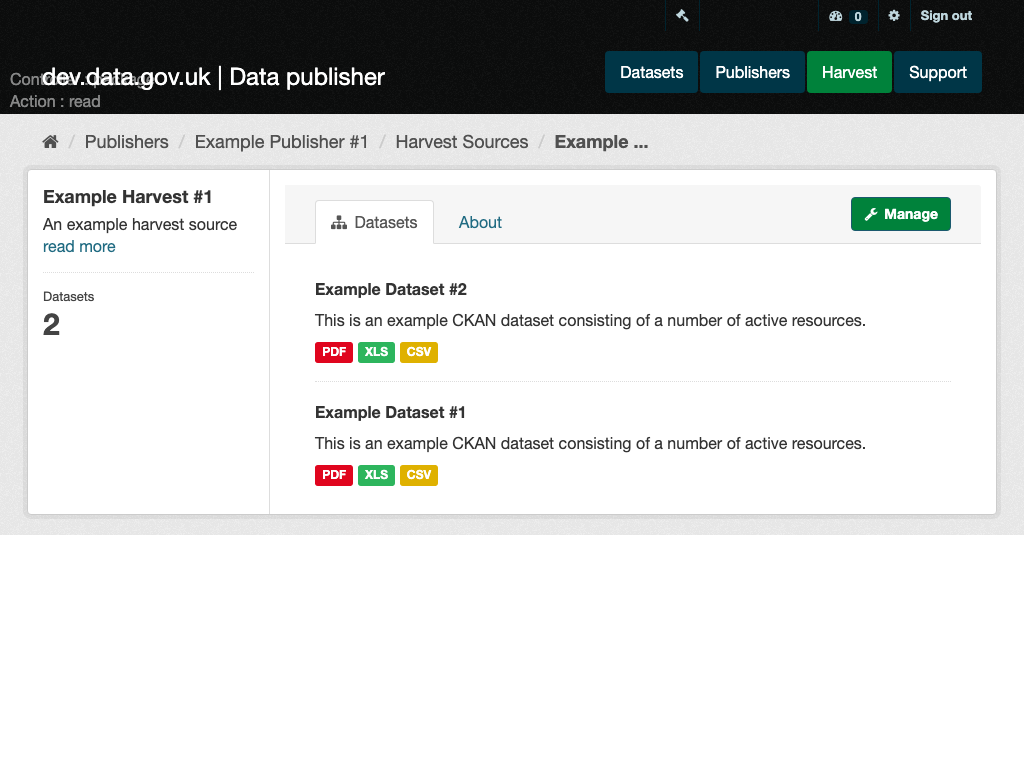 0 Sign out
dev.data.gov.uk | Data publisher
Datasets Publishers Harvest Support
Action : read
/ Publishers / Example Publisher #1 / Harvest Sources / Example ...
Example Harvest #1
An example harvest source
read more
Datasets
2
Datasets About Manage
Example Dataset #2
This is an example CKAN dataset consisting of a number of active resources.
PDF XLS CSV
Example Dataset #1
This is an example CKAN dataset consisting of a number of active resources.
PDF XLS CSV